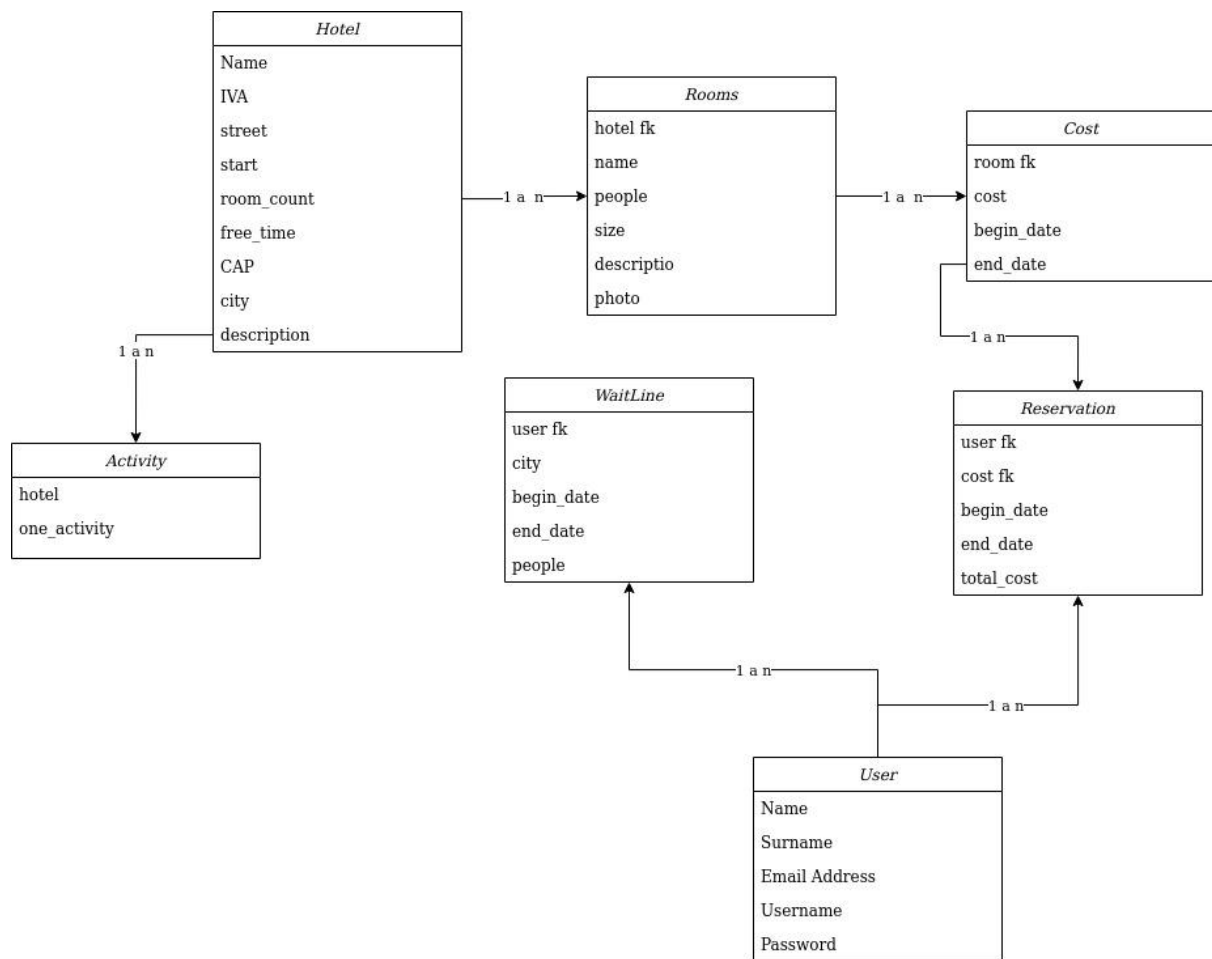 Hotel
Name
IVA
street
start
room_count
free_time
CAP
city
description
1 a n
Rooms
hotel fk
name
people
size
descriptio
photo
1 a n
Cost
room fk
cost
begin_date
end_date
1 a n
1 a n
Activity
hotel
one_activity
WaitLine
user fk
city
begin_date
end_date
people
Reservation
user fk
cost fk
begin_date
end_date
total_cost
1 a n
1 a n
User
Name
Surname
Email Address
Username
Password